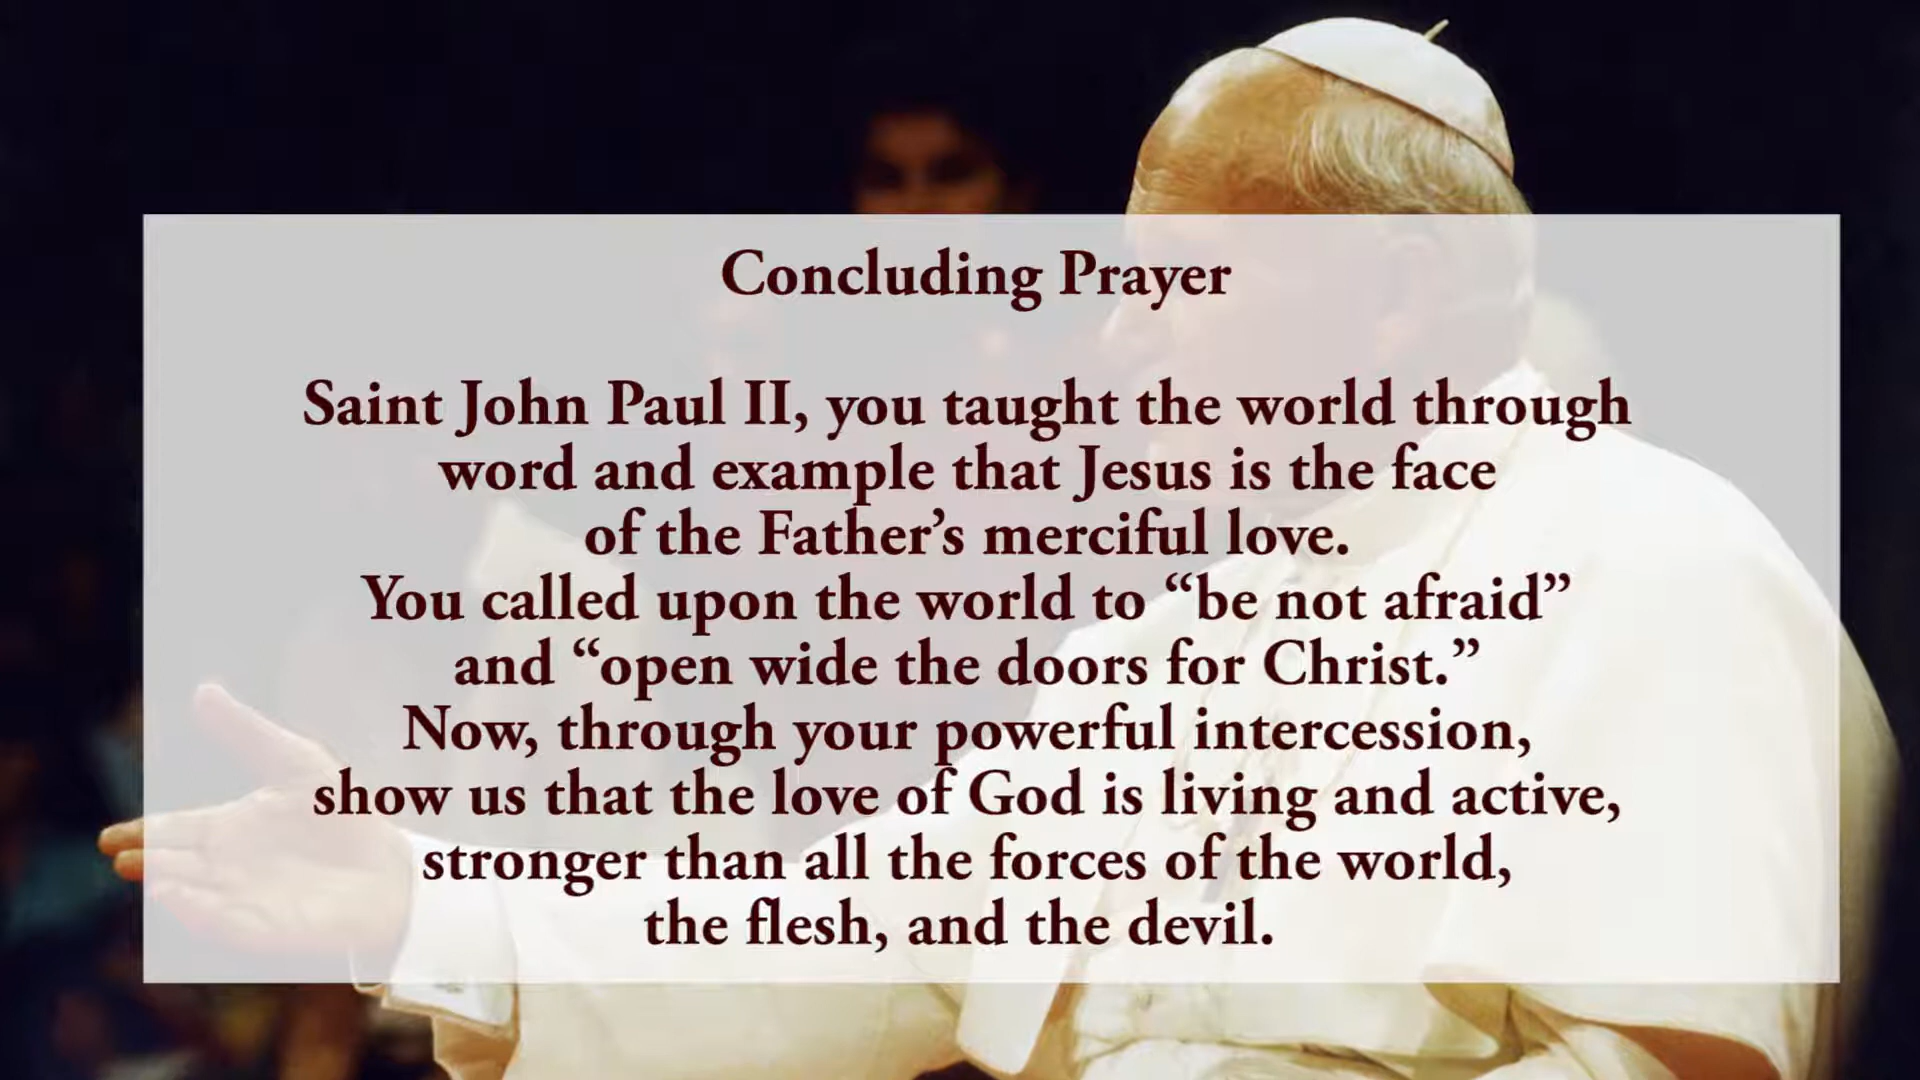 Concluding Prayer
Saint John Paul II, you taught the world through
word and example that Jesus is the face
of the Father’s merciful love.
You called upon the world to “be not afraid”
and “open wide the doors for Christ.”
Now, through your powerful intercession,
show us that the love of God is living and active,
stronger than all the forces of the world,
the flesh, and the devil.